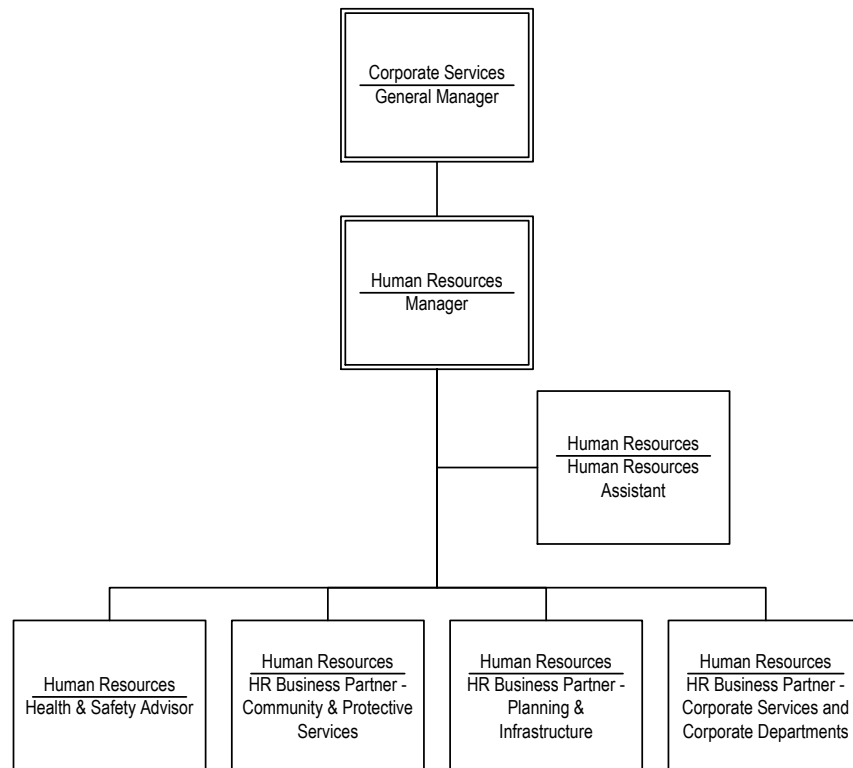 Corporate Services
General Manager
Human Resources
Manager
Human Resources
Human Resources
Assistant
Human Resources
Health & Safety Advisor
Human Resources
HR Business Partner -
Community & Protective
Services
Human Resources
HR Business Partner -
Planning &
Infrastructure
Human Resources
HR Business Partner -
Corporate Services and
Corporate Departments